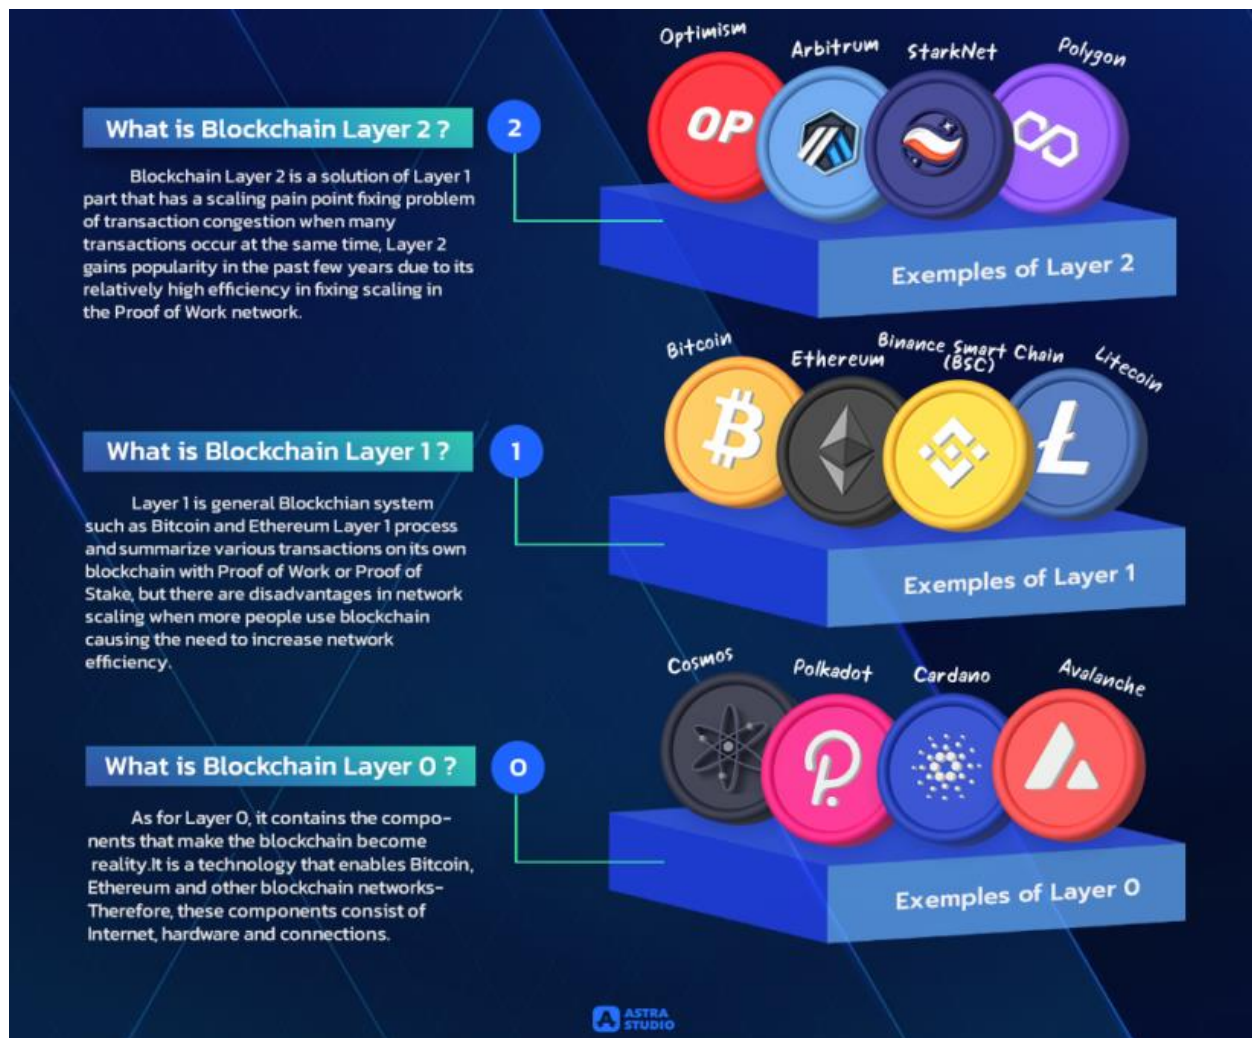 Optimism
Arbitrum
StarkNet
Polygon
What is Blockchain Layer 2 ?
2
OP
Blockchain Layer 2 is a solution of Layer 1
part that has a scaling pain point fixing problem
of transaction congestion when many
transactions occur at the same time, Layer 2
gains popularity in the past few years due to its
relatively high efficiency in fixing scaling in
the Proof of Work network.
Exemples of Layer 2
Bitcoin
Ethereum
Binance Smart Chain
(BSC)
Litecoin
What is Blockchain Layer 1 ?
1
Layer 1 is general Blockchian system
such as Bitcoin and Ethereum Layer 1 process
and summarize various transactions on its own
blockchain with Proof of Work or Proof of
Stake, but there are disadvantages in network
scaling when more people use blockchain
causing the need to increase network
efficiency.
Exemples of Layer 1
Cosmos
Polkadot
Cardano
Avalanche
What is Blockchain Layer 0 ?
0
As for Layer 0, it contains the compo-
nents that make the blockchain become
reality.It is a technology that enables Bitcoin,
Ethereum and other blockchain networks-
Therefore, these components consist of
Internet, hardware and connections.
Exemples of Layer 0
ASTRA
STUDIO